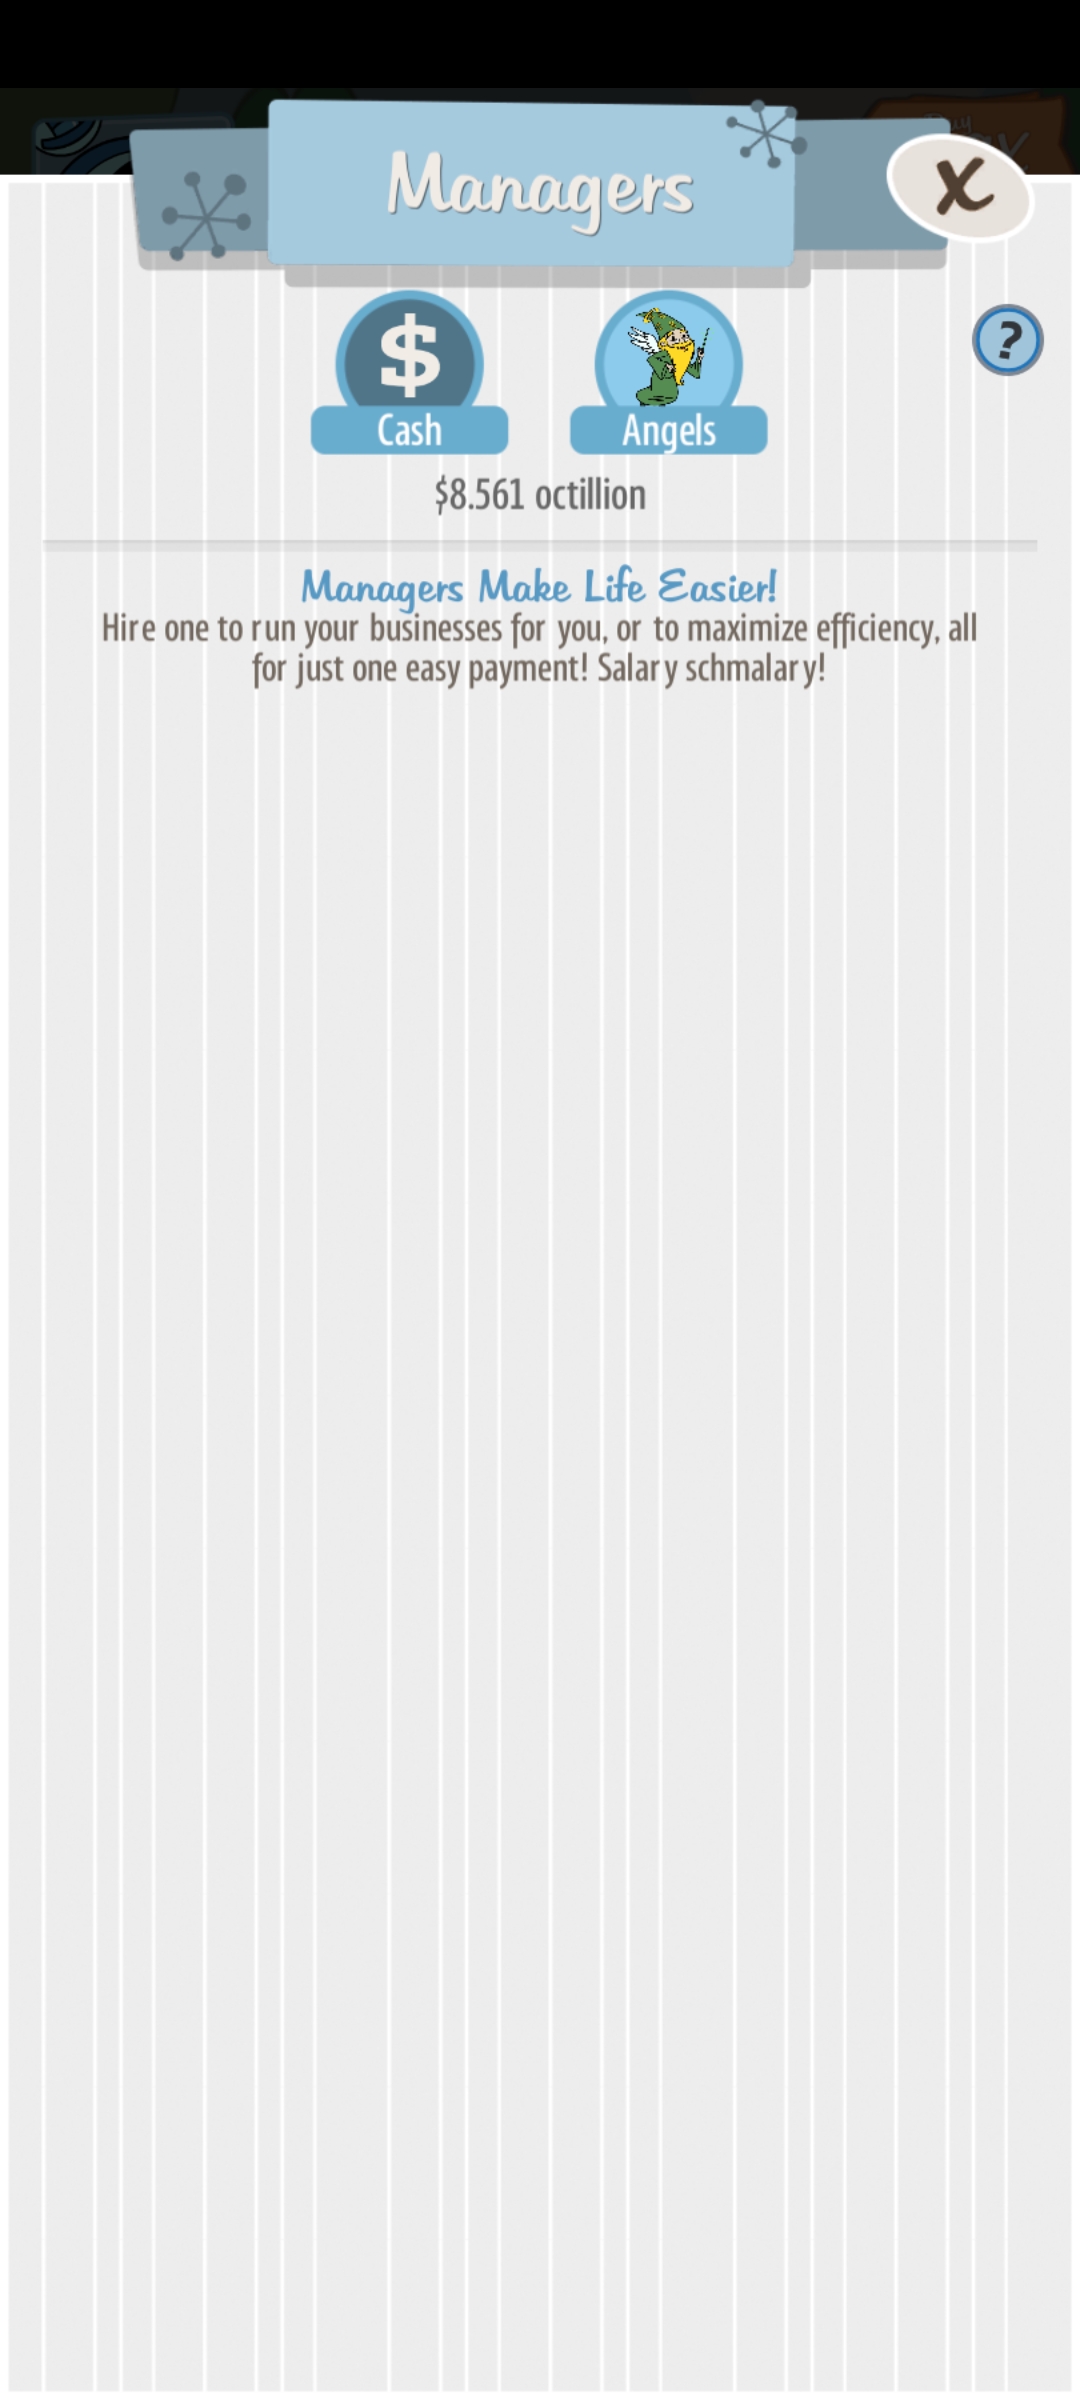 Managers
X
?
$
Cash
Angels
$8.561 octillion
Managers Make Life Easier!
Hire one to run your businesses for you, or to maximize efficiency, all
for just one easy payment! Salary schmalary!